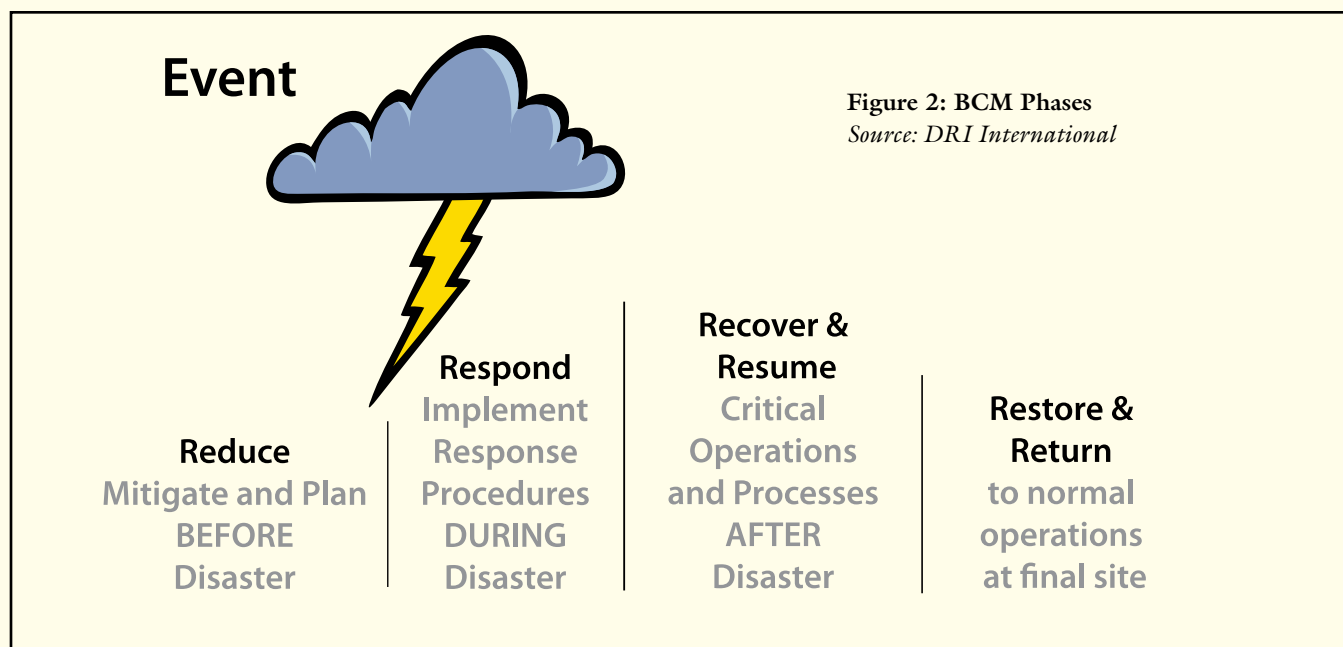 Event
Figure 2: BCM Phases
Source: DRI International
Reduce
Mitigate and Plan
BEFORE
Disaster
Respond
Implement
Response
Procedures
DURING
Disaster
Recover &
Resume
Critical
Operations
and Processes
AFTER
Disaster
Restore &
Return
to normal
operations
at final site